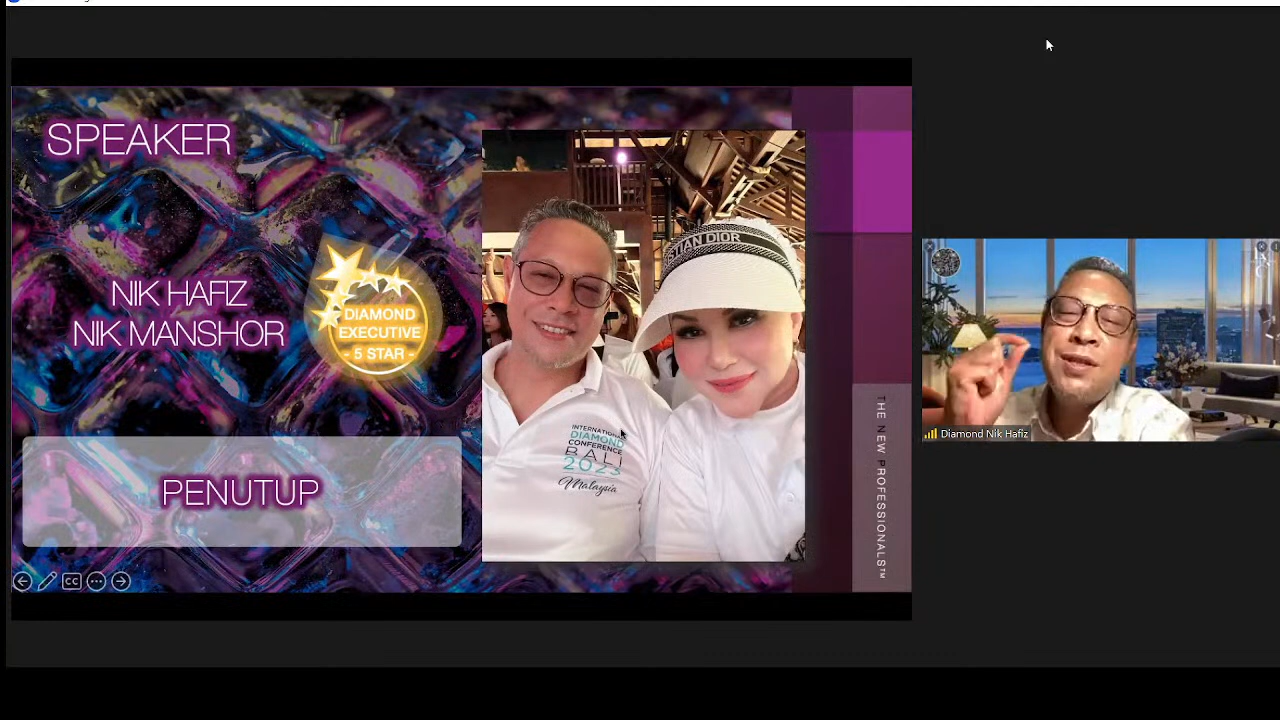 SPEAKER
NIK HAFIZ
NIK MANSHOR
DIAMOND
EXECUTIVE
- 5 STAR -
PENUTUP
STIAN DIOR
INTERNATIONAL
DIAMOND
CONFERENCE
BALI
2023
Malaysia
THE NEW PROFESSIONALS™
CC
Diamond Nik Hafiz